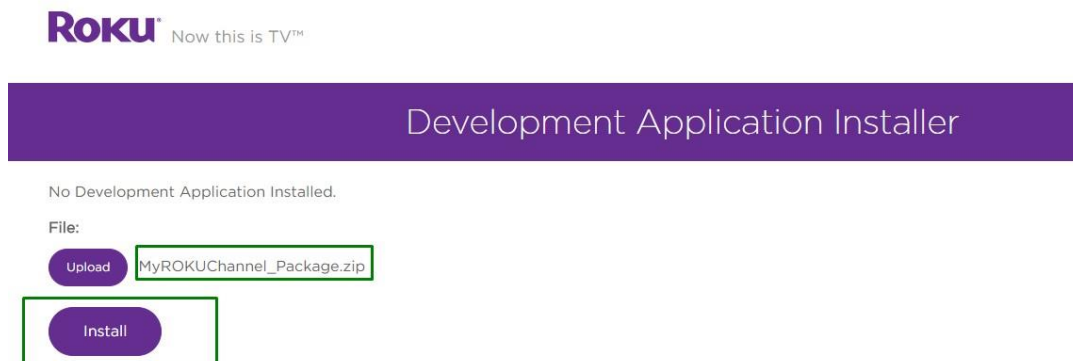 ROKU Now this is TV™
Development Application Installer
No Development Application Installed.
File:
Upload MyROKUChannel_Package.zip
Install